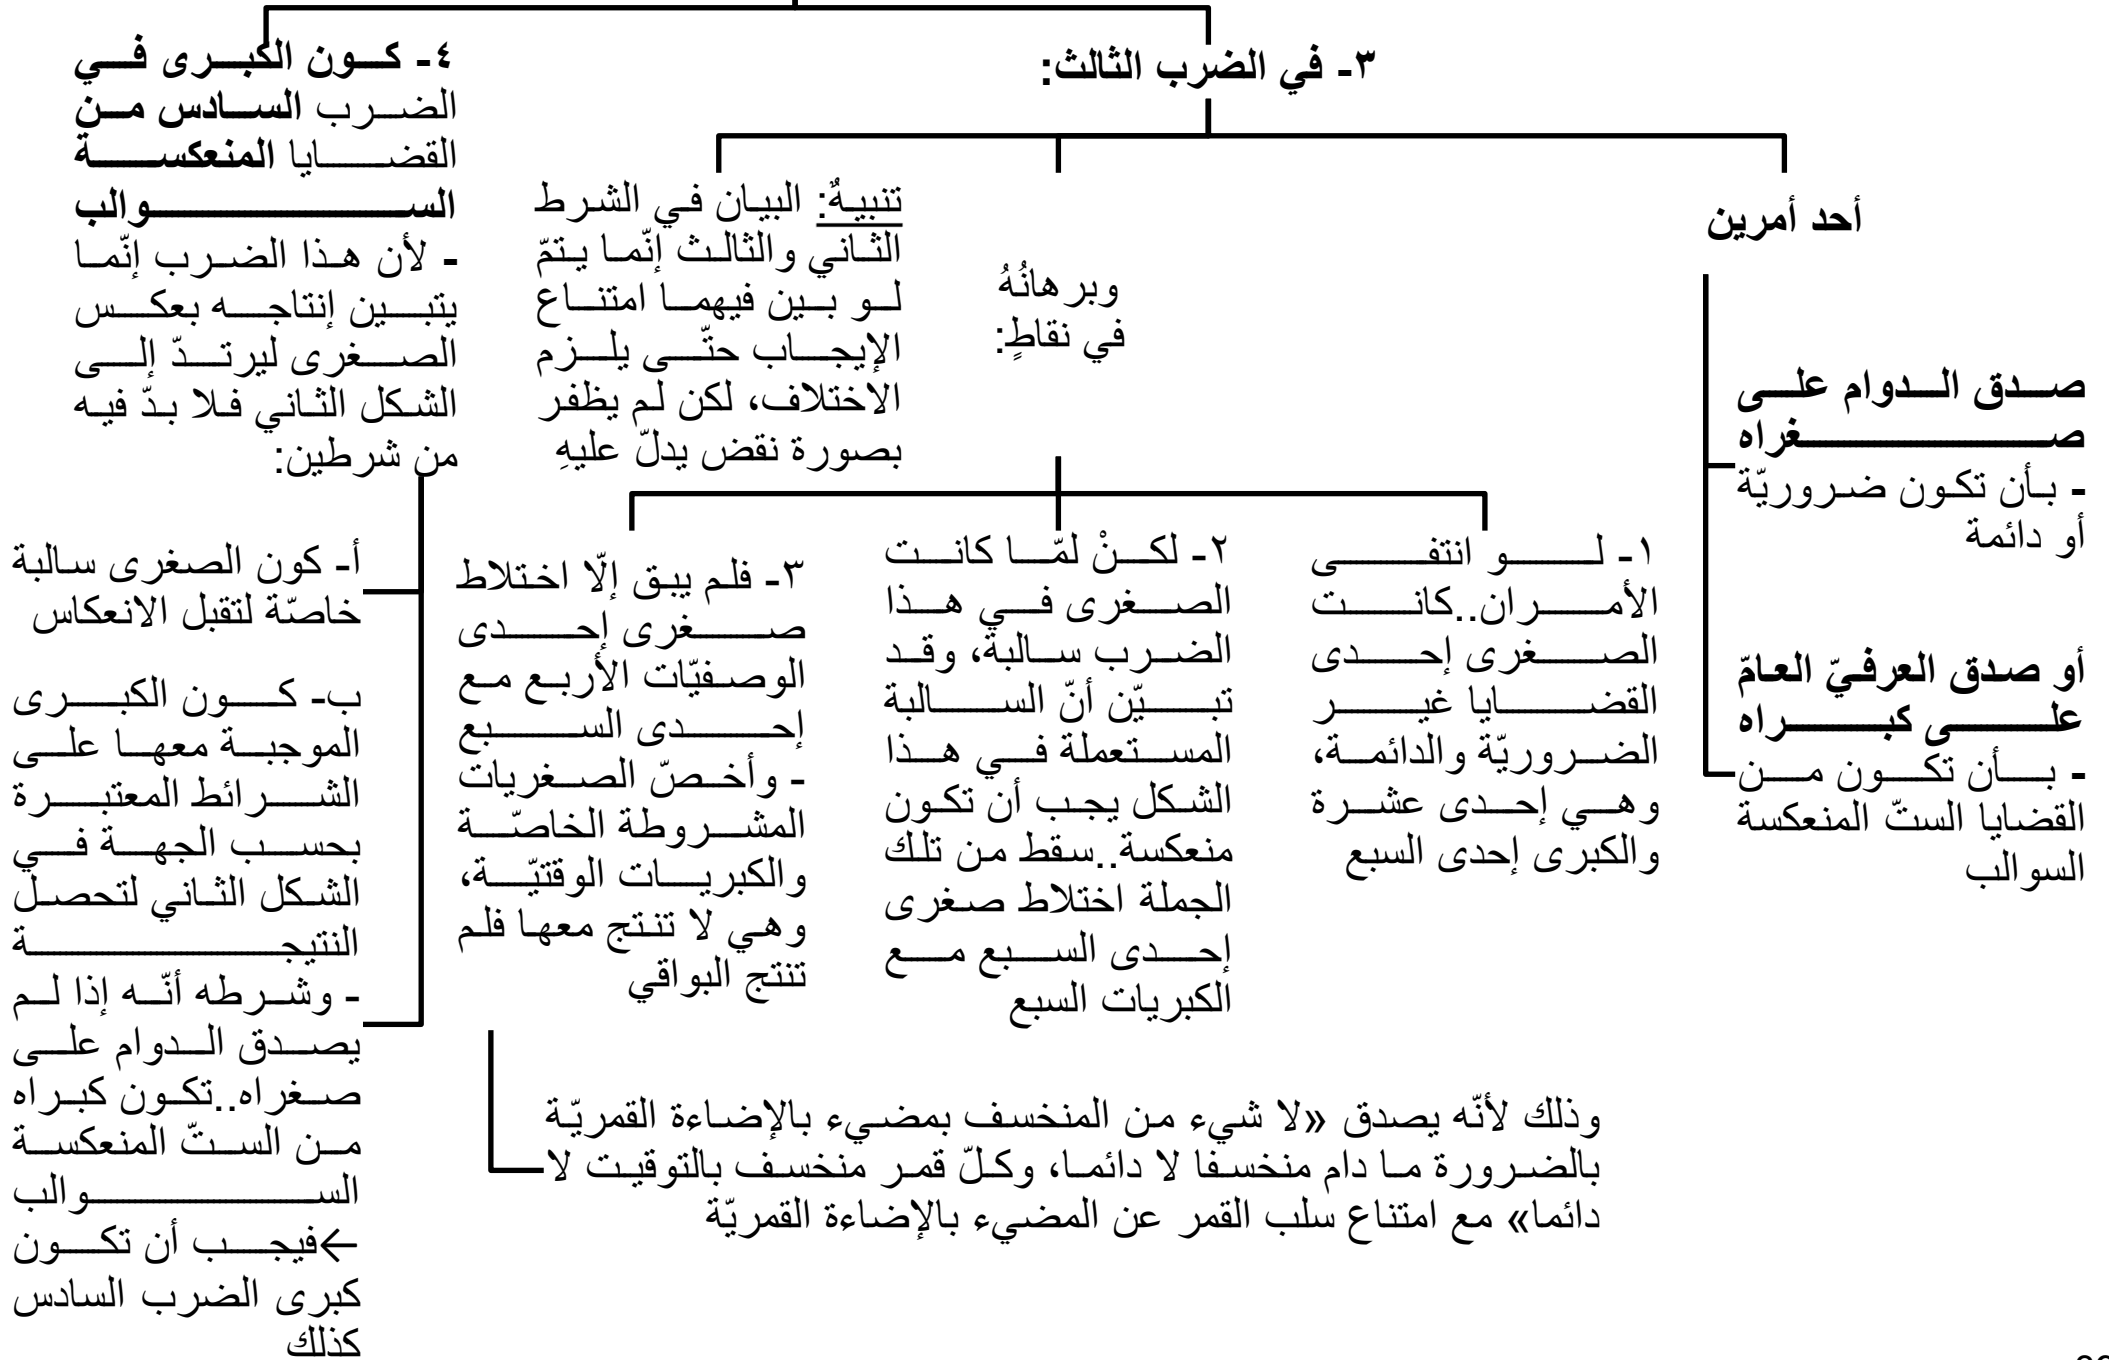 ٣- في الضرب الثالث:
أحد أمرين
صدق الدوام على
صغراه
- بأن تكون ضروريّة
أو دائمة
أو صدق العرفيّ العامّ
على كبراه
- بأن تكون من
القضايا الستّ المنعكسة
السوالب
وبرهانُهُ
في نقاطٍ:
١- لو انتفى
الأمران..كانت
الصغرى إحدى
القضايا غير
الضروريّة والدائمة،
وهي إحدى عشرة
والكبرى إحدى السبع
٢- لكنْ لمّا كانت
الصغرى في هذا
الضرب سالبة، وقد
تبيّن أنّ السالبة
المستعملة في هذا
الشكل يجب أن تكون
منعكسة..سقط من تلك
الجملة اختلاط صغرى
إحدى السبع مع
الكبريات السبع
٣- فلم يبق إلّا اختلاط
صغرى إحدى
الوصفيّات الأربع مع
إحدى السبع
- وأخصّ الصغريات
المشروطة الخاصّة
والكبريات الوقتيّة،
وهي لا تنتج معها فلم
تنتج البواقي
وذلك لأنّه يصدق «لا شيء من المنخسف بمضيء بالإضاءة القمريّة
بالضرورة ما دام منخسفا لا دائما، وكلّ قمر منخسف بالتوقيت لا
دائما» مع امتناع سلب القمر عن المضيء بالإضاءة القمريّة
تنبيهٌ: البيان في الشرط
الثاني والثالث إنّما يتمّ
لو بين فيهما امتناع
الإيجاب حتّى يلزم
الاختلاف، لكن لم يظفر
بصورة نقض يدلّ عليهِ
٤- كون الكبرى في
الضرب السادس من
القضايا المنعكسة
السوالب
- لأن هذا الضرب إنّما
يتبين إنتاجه بعكس
الصغرى ليرتدّ إلى
الشكل الثاني فلا بدّ فيه
من شرطين:
أ- كون الصغرى سالبة
خاصّة لتقبل الانعكاس
ب- كون الكبرى
الموجبة معها على
الشرائط المعتبرة
بحسب الجهة في
الشكل الثاني لتحصل
النتيجة
- وشرطه أنّه إذا لم
يصدق الدوام على
صغراه..تكون كبراه
من الستّ المنعكسة
السوالب
←فيجب أن تكون
كبرى الضرب السادس
كذلك